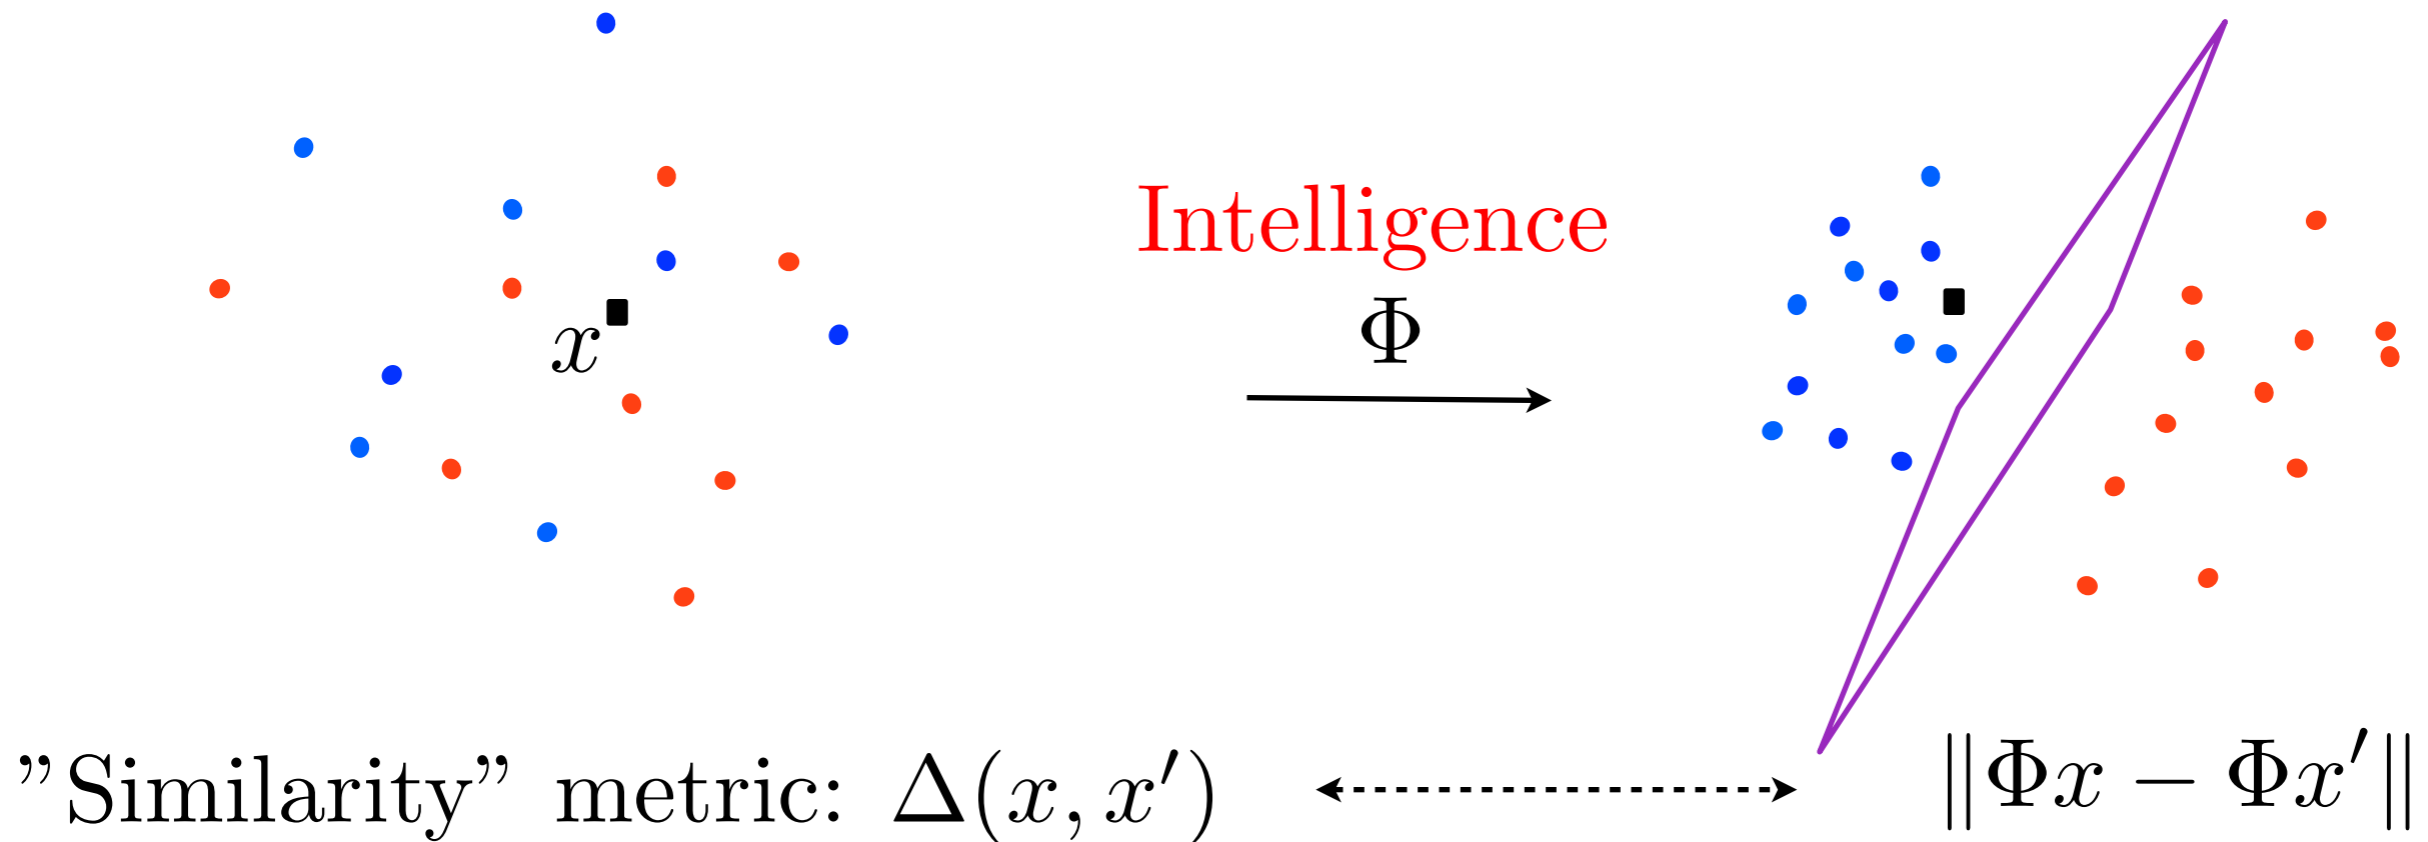 Intelligence
Φ
x
”Similarity” metric: Δ(x, x′)
‖Φx − Φx′‖